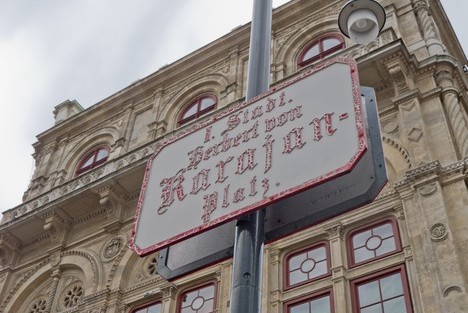 I. Stadt.
Herbert von
Karajan-
Platz.